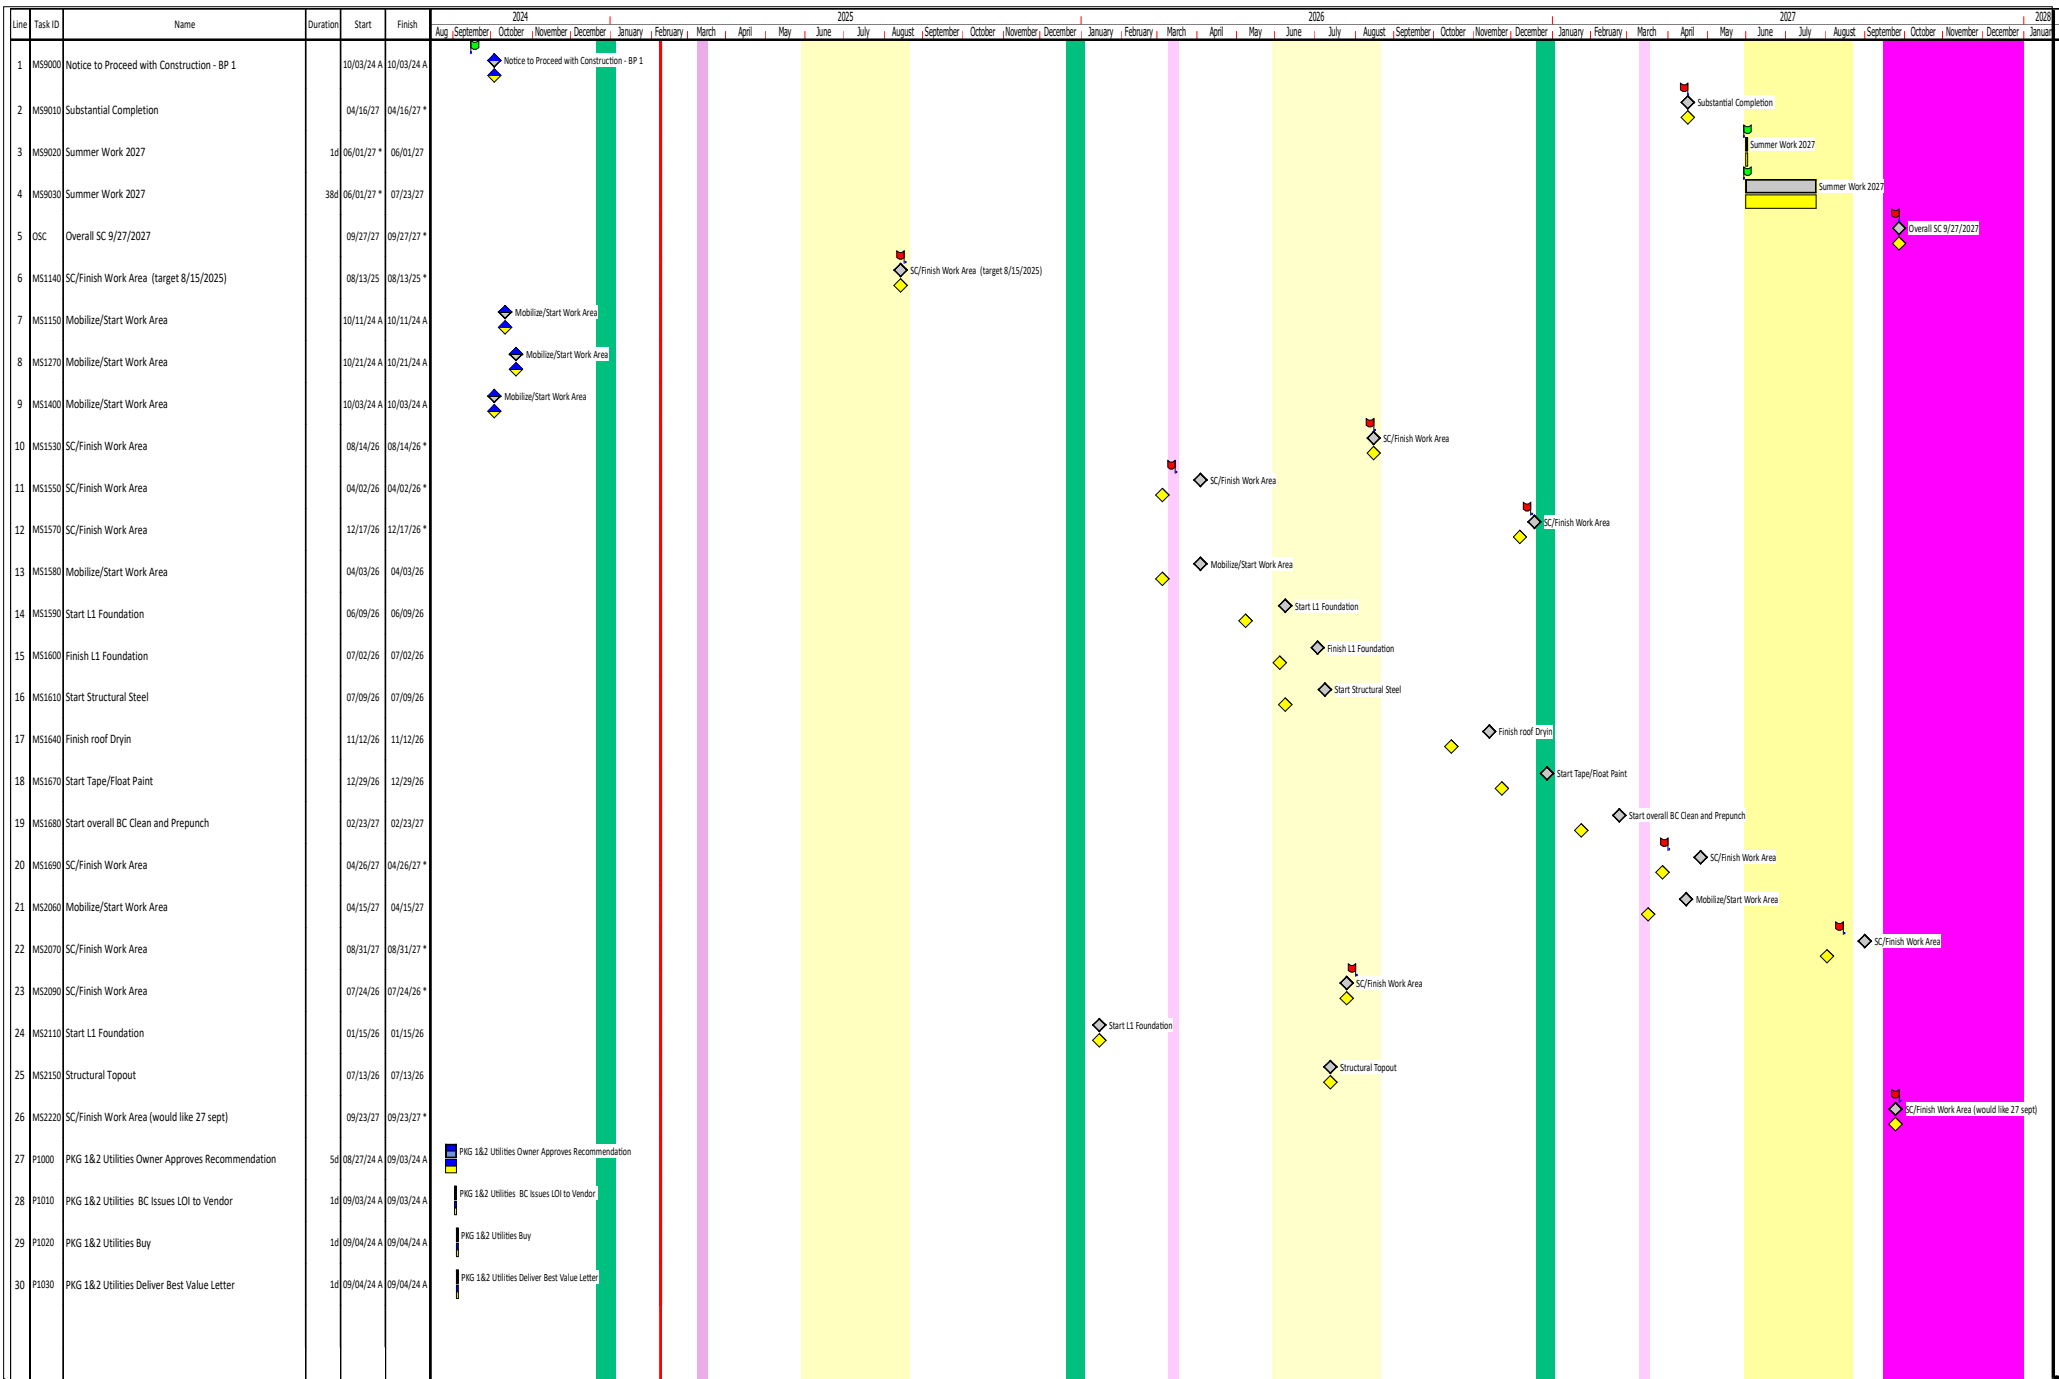 2024 2025 2026 2027 2028
Line Task ID Name Duration Start Finish Aug September October November December January February March April May June July August September October November December January February March April May June July August September October November December January February March April May June July August September October November December Januar
1 MS9000 Notice to Proceed with Construction - BP 1 10/03/24 A 10/03/24 A Notice to Proceed with Construction - BP 1
2 MS9010 Substantial Completion 04/16/27 04/16/27 * Substantial Completion
3 MS9020 Summer Work 2027 1d 06/01/27 * 06/01/27 Summer Work 2027
4 MS9030 Summer Work 2027 38d 06/01/27 * 07/23/27 Summer Work 2027
5 OSC Overall SC 9/27/2027 09/27/27 09/27/27 * Overall SC 9/27/2027
6 MS1140 SC/Finish Work Area (target 8/15/2025) 08/13/25 08/13/25 * SC/Finish Work Area (target 8/15/2025)
7 MS1150 Mobilize/Start Work Area 10/11/24 A 10/11/24 A Mobilize/Start Work Area
8 MS1270 Mobilize/Start Work Area 10/21/24 A 10/21/24 A Mobilize/Start Work Area
9 MS1400 Mobilize/Start Work Area 10/03/24 A 10/03/24 A Mobilize/Start Work Area
10 MS1530 SC/Finish Work Area 08/14/26 08/14/26 * SC/Finish Work Area
11 MS1550 SC/Finish Work Area 04/02/26 04/02/26 * SC/Finish Work Area
12 MS1570 SC/Finish Work Area 12/17/26 12/17/26 * SC/Finish Work Area
13 MS1580 Mobilize/Start Work Area 04/03/26 04/03/26 Mobilize/Start Work Area
14 MS1590 Start L1 Foundation 06/09/26 06/09/26 Start L1 Foundation
15 MS1600 Finish L1 Foundation 07/02/26 07/02/26 Finish L1 Foundation
16 MS1610 Start Structural Steel 07/09/26 07/09/26 Start Structural Steel
17 MS1640 Finish roof Dryin 11/12/26 11/12/26 Finish roof Dryin
18 MS1670 Start Tape/Float Paint 12/29/26 12/29/26 Start Tape/Float Paint
19 MS1680 Start overall BC Clean and Prepunch 02/23/27 02/23/27 Start overall BC Clean and Prepunch
20 MS1690 SC/Finish Work Area 04/26/27 04/26/27 * SC/Finish Work Area
21 MS2060 Mobilize/Start Work Area 04/15/27 04/15/27 Mobilize/Start Work Area
22 MS2070 SC/Finish Work Area 08/31/27 08/31/27 * SC/Finish Work Area
23 MS2090 SC/Finish Work Area 07/24/26 07/24/26 * SC/Finish Work Area
24 MS2110 Start L1 Foundation 01/15/26 01/15/26 Start L1 Foundation
25 MS2150 Structural Topout 07/13/26 07/13/26 Structural Topout
26 MS2220 SC/Finish Work Area (would like 27 sept) 09/23/27 09/23/27 * SC/Finish Work Area (would like 27 sept)
27 P1000 PKG 1&2 Utilities Owner Approves Recommendation 5d 08/27/24 A 09/03/24 A PKG 1&2 Utilities Owner Approves Recommendation
28 P1010 PKG 1&2 Utilities BC Issues LOI to Vendor 1d 09/03/24 A 09/03/24 A PKG 1&2 Utilities BC Issues LOI to Vendor
29 P1020 PKG 1&2 Utilities Buy 1d 09/04/24 A 09/04/24 A PKG 1&2 Utilities Buy
30 P1030 PKG 1&2 Utilities Deliver Best Value Letter 1d 09/04/24 A 09/04/24 A PKG 1&2 Utilities Deliver Best Value Letter